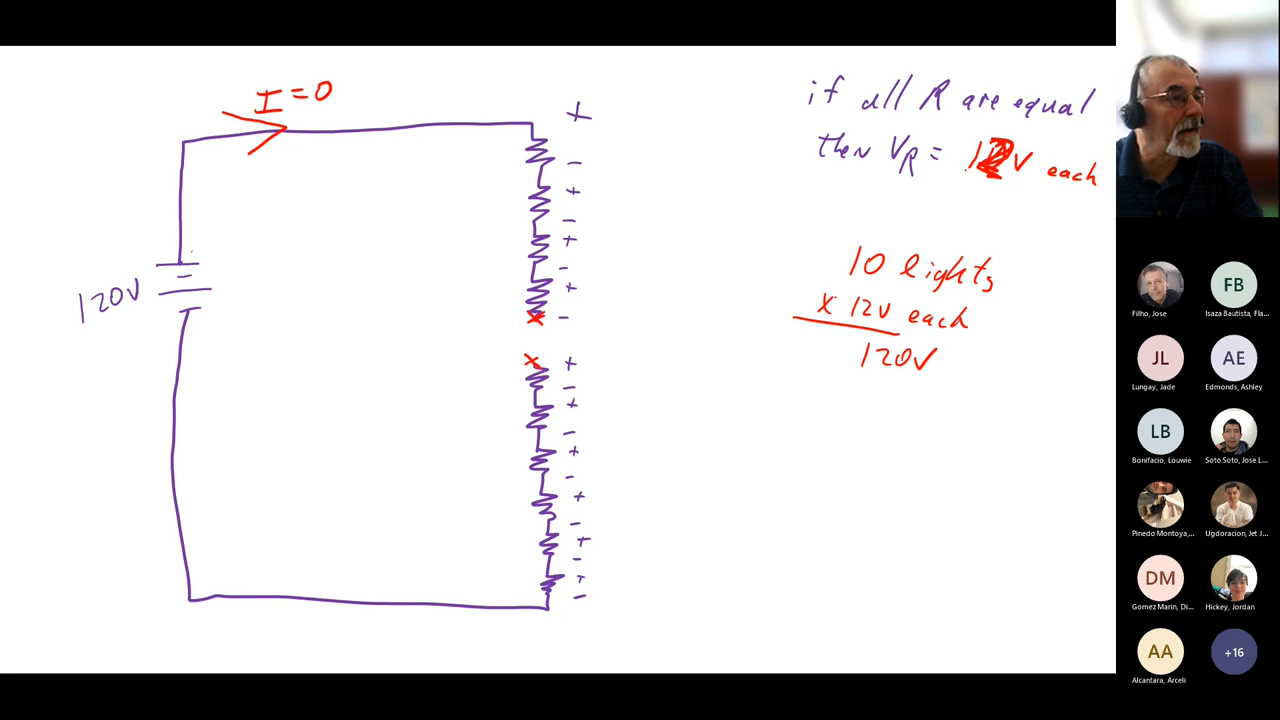 I = 0
+
-
+
-
+
-
+
x -
x +
-
+
-
+
-
+
-
+
-
+
-
120V
if all R are equal
then VR = 12V each
10 lights
x 12V each
120V
Filho, Jose
FB
Isaza Bautista, Fla...
JL
Lungay, Jade
AE
Edmonds, Ashley
LB
Bonifacio, Louwie
Soto Soto, Jose L...
Pinedo Montoya,...
Ugdoracion, Jet J...
DM
Gomez Marin, Di...
Hickey, Jordan
AA
Alcantara, Arceli
+16